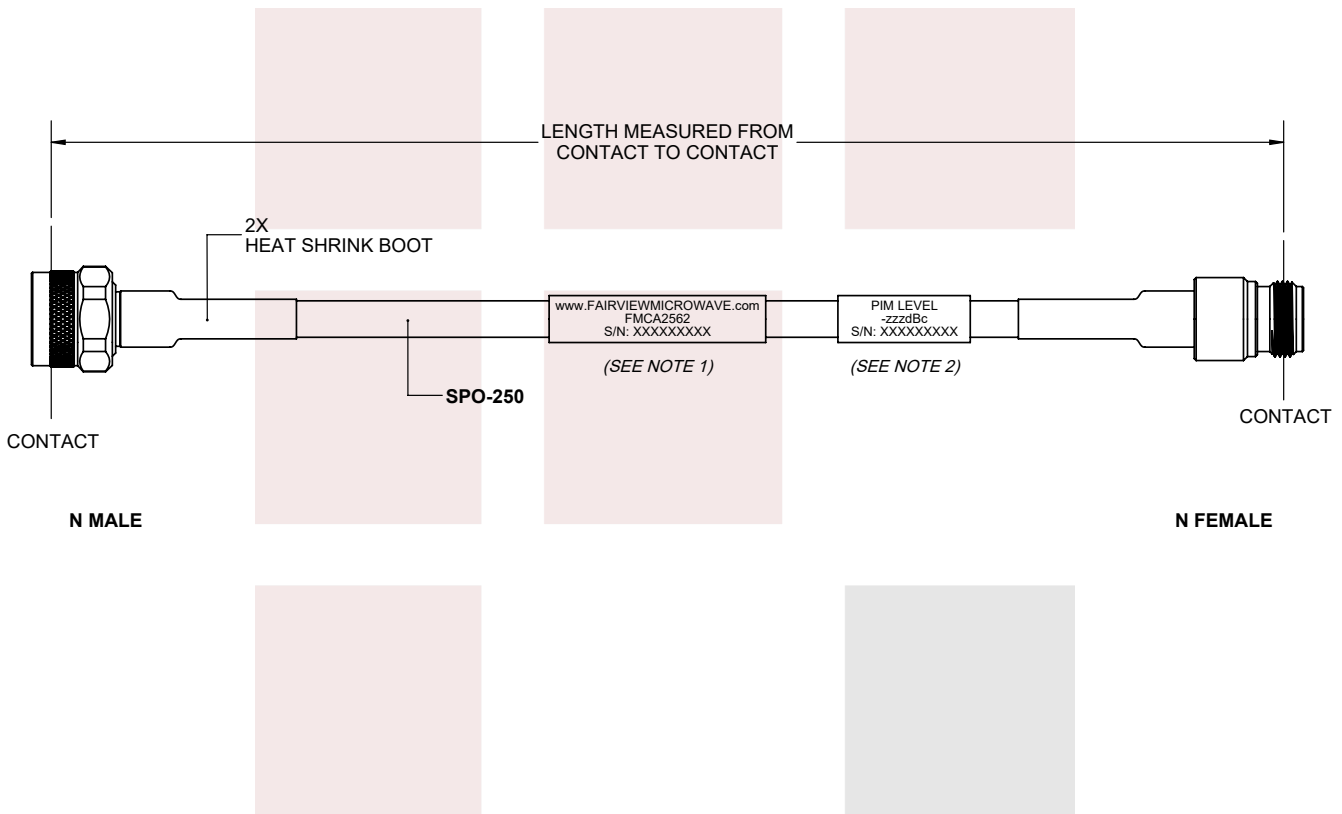 LENGTH MEASURED FROM
CONTACT TO CONTACT
2X
HEAT SHRINK BOOT
www.FAIRVIEWMICROWAVE.com
FMCA2562
S/N: XXXXXXXXX
PIM LEVEL
-zzzdBc
S/N: XXXXXXXXX
(SEE NOTE 1)
(SEE NOTE 2)
SPO-250
CONTACT
CONTACT
N MALE
N FEMALE